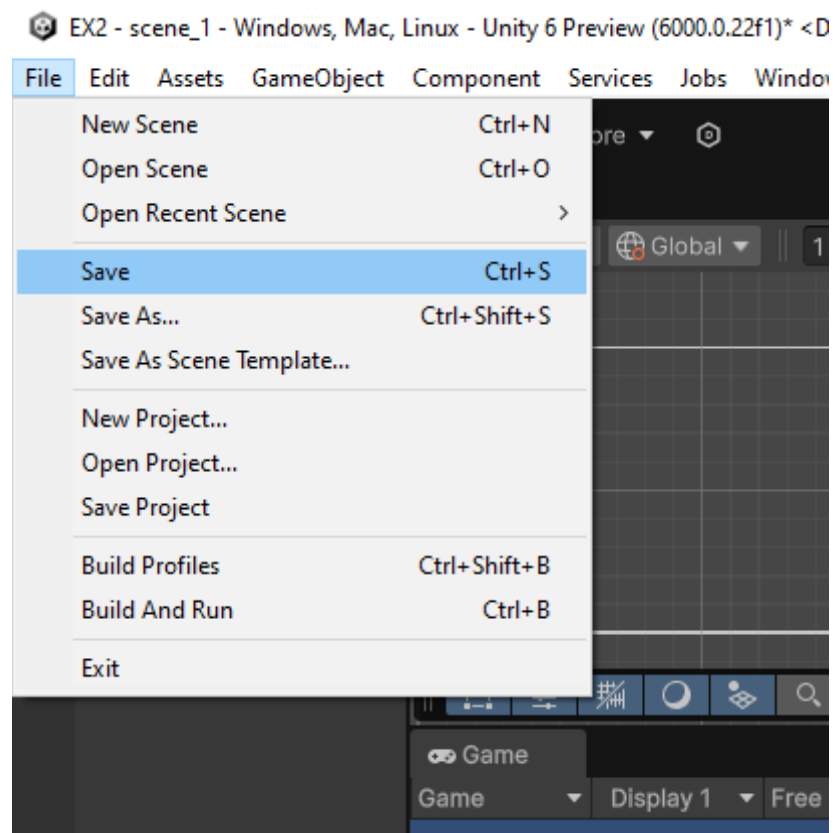 EX2 - scene_1 - Windows, Mac, Linux - Unity 6 Preview (6000.0.22f1)* <D
File Edit Assets GameObject Component Services Jobs Window
New Scene Ctrl+N
Open Scene Ctrl+O
Open Recent Scene
Global 1
Save Ctrl+S
Save As... Ctrl+Shift+S
Save As Scene Template...
New Project...
Open Project...
Save Project
Build Profiles Ctrl+Shift+B
Build And Run Ctrl+B
Exit
Game
Game Display 1 Free